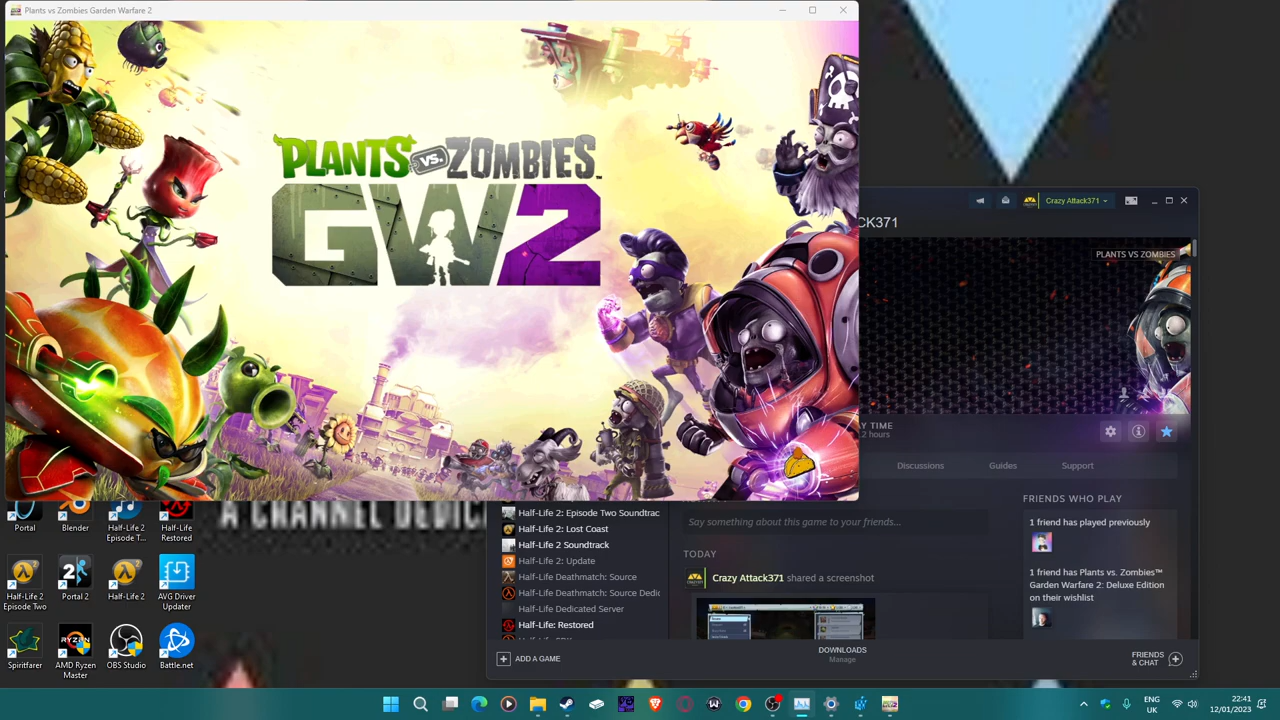 Plants vs Zombies Garden Warfare 2
PLANTS VS. ZOMBIES
GW2
Crazy Attack371
CK371
PLANTS VS ZOMBIES
Y TIME
2 hours
Discussions
Guides
Support
Say something about this game to your friends...
TODAY
Crazy Attack371 shared a screenshot
FRIENDS WHO PLAY
1 friend has played previously
1 friend has Plants vs. Zombies™
Garden Warfare 2: Deluxe Edition
on their wishlist
Half-Life 2: Episode Two Soundtrac
Half-Life 2: Lost Coast
Half-Life 2 Soundtrack
Half-Life 2: Update
Half-Life Deathmatch: Source
Half-Life Deathmatch: Source Dedic
Half-Life Dedicated Server
Half-Life: Restored
ADD A GAME
DOWNLOADS
Manage
FRIENDS
& CHAT
A CHANNEL DEVIC
Portal
Blender
Half-Life 2
Episode T...
Half-Life
Restored
Half-Life 2
Episode Two
Portal 2
Half-Life 2
AVG Driver
Updater
Spiritfarer
RYZEN
AMD Ryzen
Master
OBS Studio
Battle.net
ENG
UK
22:41
12/01/2023